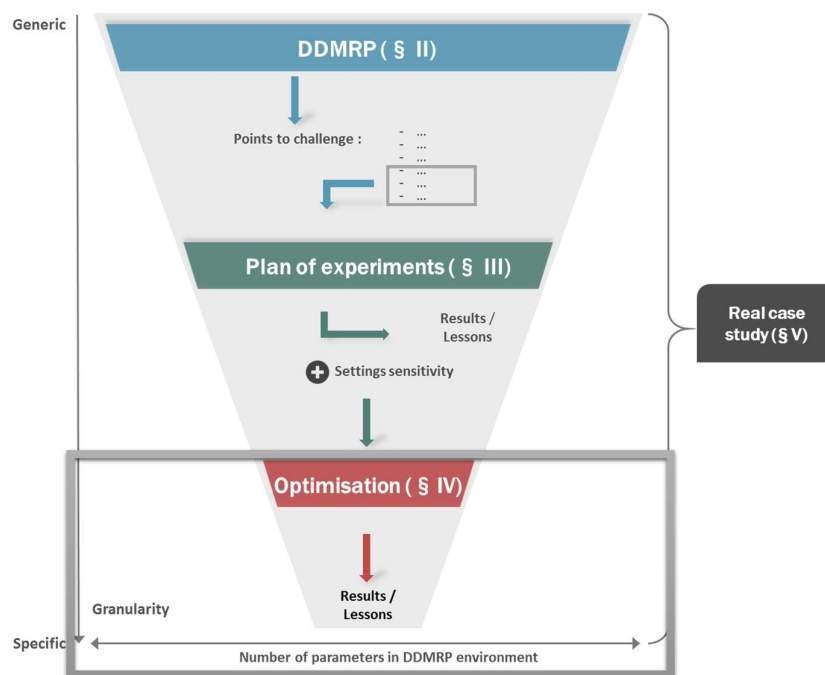 Generic
DDMRP ( § II)
Points to challenge :
- ...
- ...
- ...
- ...
- ...
- ...
Plan of experiments ( § III)
Results /
Lessons
Settings sensitivity
Real case
study (§ V)
Optimisation ( § IV)
Results /
Lessons
Granularity
Specific
Number of parameters in DDMRP environment